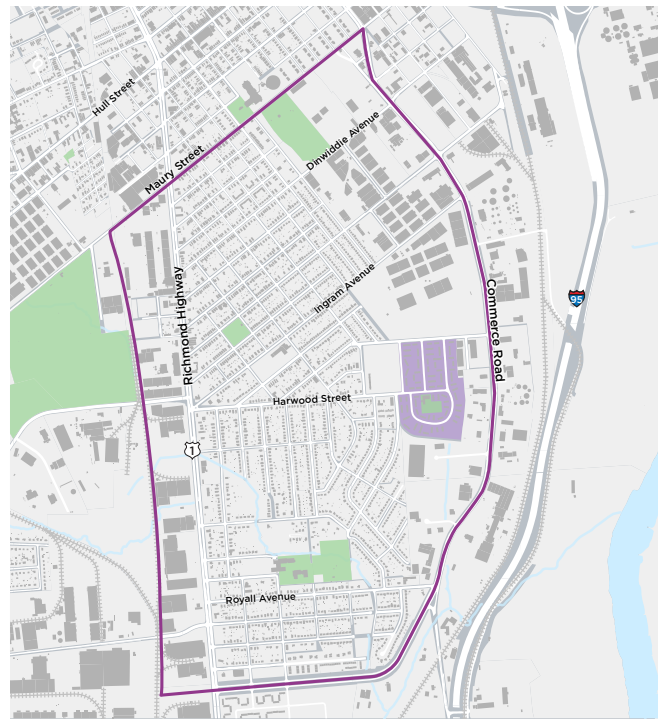 Hull Street
Maury Street
Dinwiddie Avenue
Richmond Highway
Ingram Avenue
Commerce Road
95
Harwood Street
1
Royall Avenue